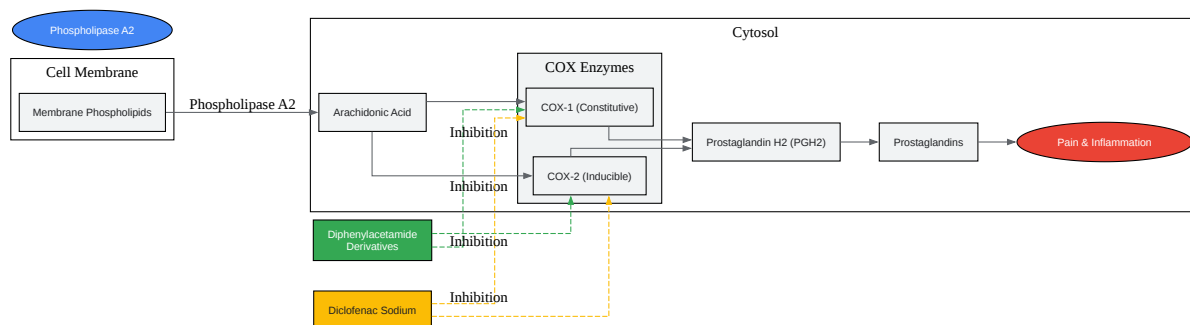 Phospholipase A2
Cell Membrane
Membrane Phospholipids
Phospholipase A2
Cytosol
Arachidonic Acid
COX Enzymes
COX-1 (Constitutive)
COX-2 (Inducible)
Inhibition
Inhibition
Inhibition
Inhibition
Prostaglandin H2 (PGH2)
Prostaglandins
Pain & Inflammation
Diphenylacetamide
Derivatives
Diclofenac Sodium